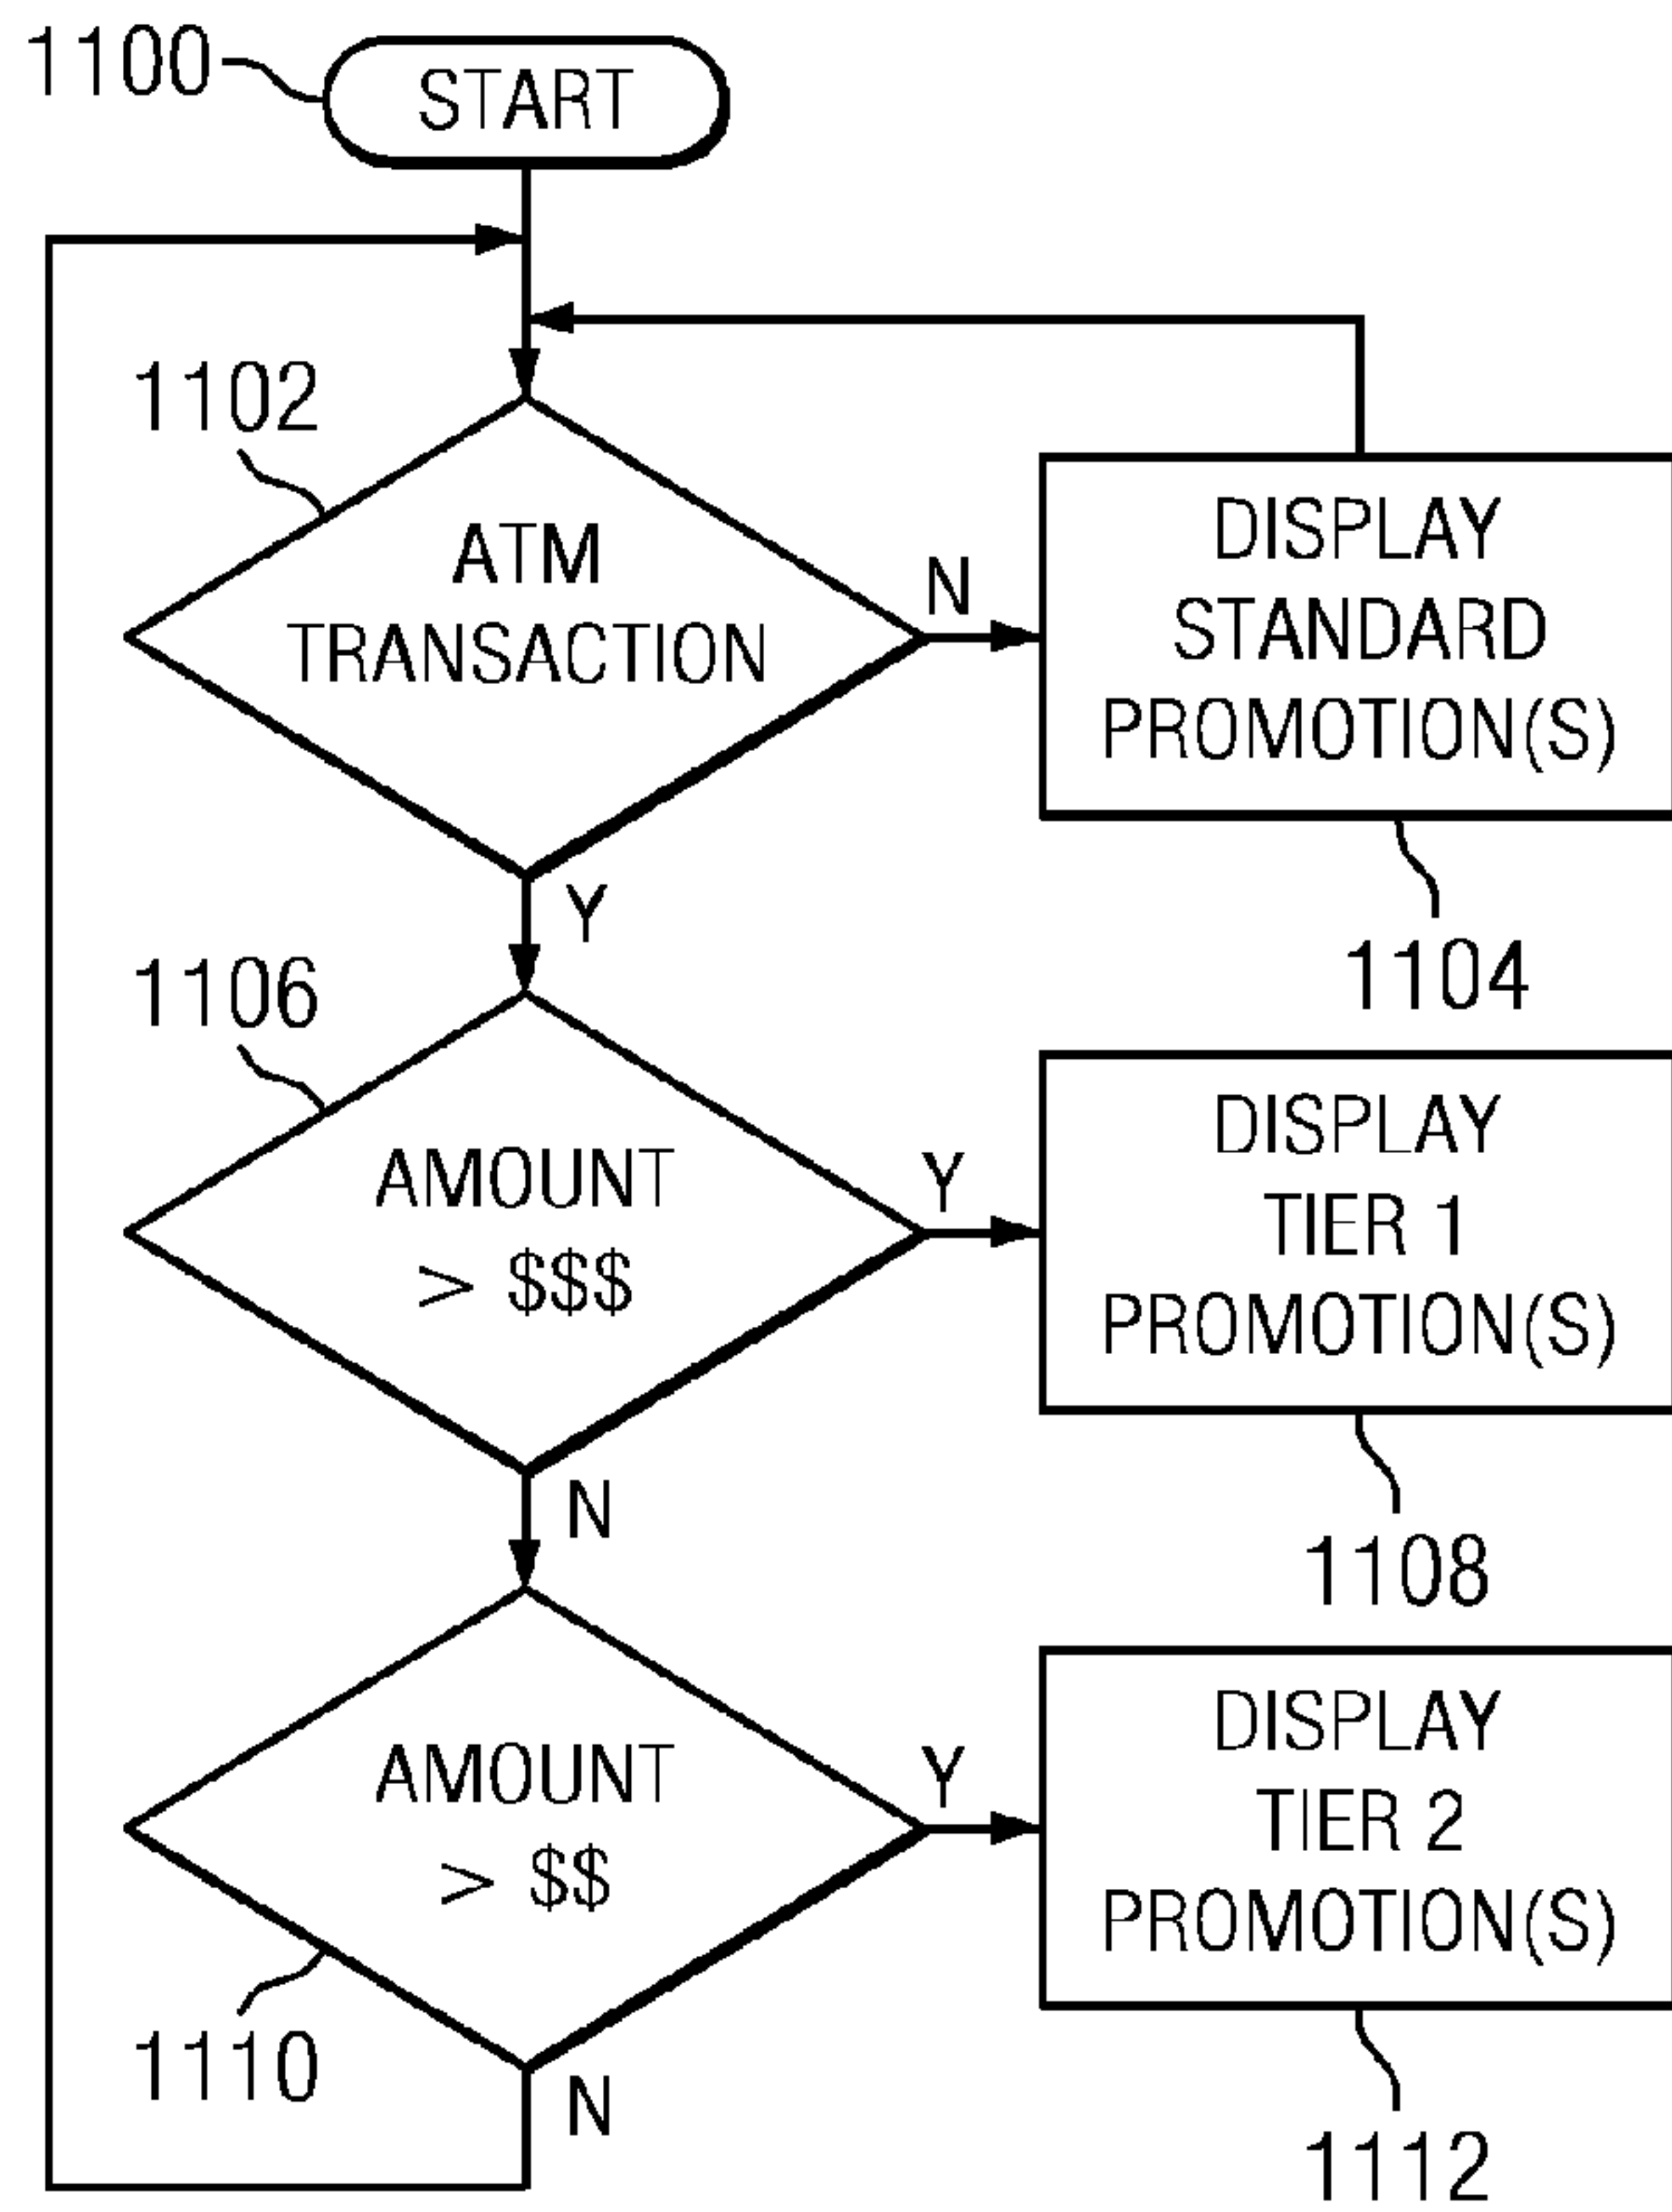 1100
START
1102
ATM
TRANSACTION
N
DISPLAY
STANDARD
PROMOTION(S)
1104
Y
1106
AMOUNT
> $$$
Y
DISPLAY
TIER 1
PROMOTION(S)
1108
N
AMOUNT
> $$
Y
DISPLAY
TIER 2
PROMOTION(S)
1110
N
1112